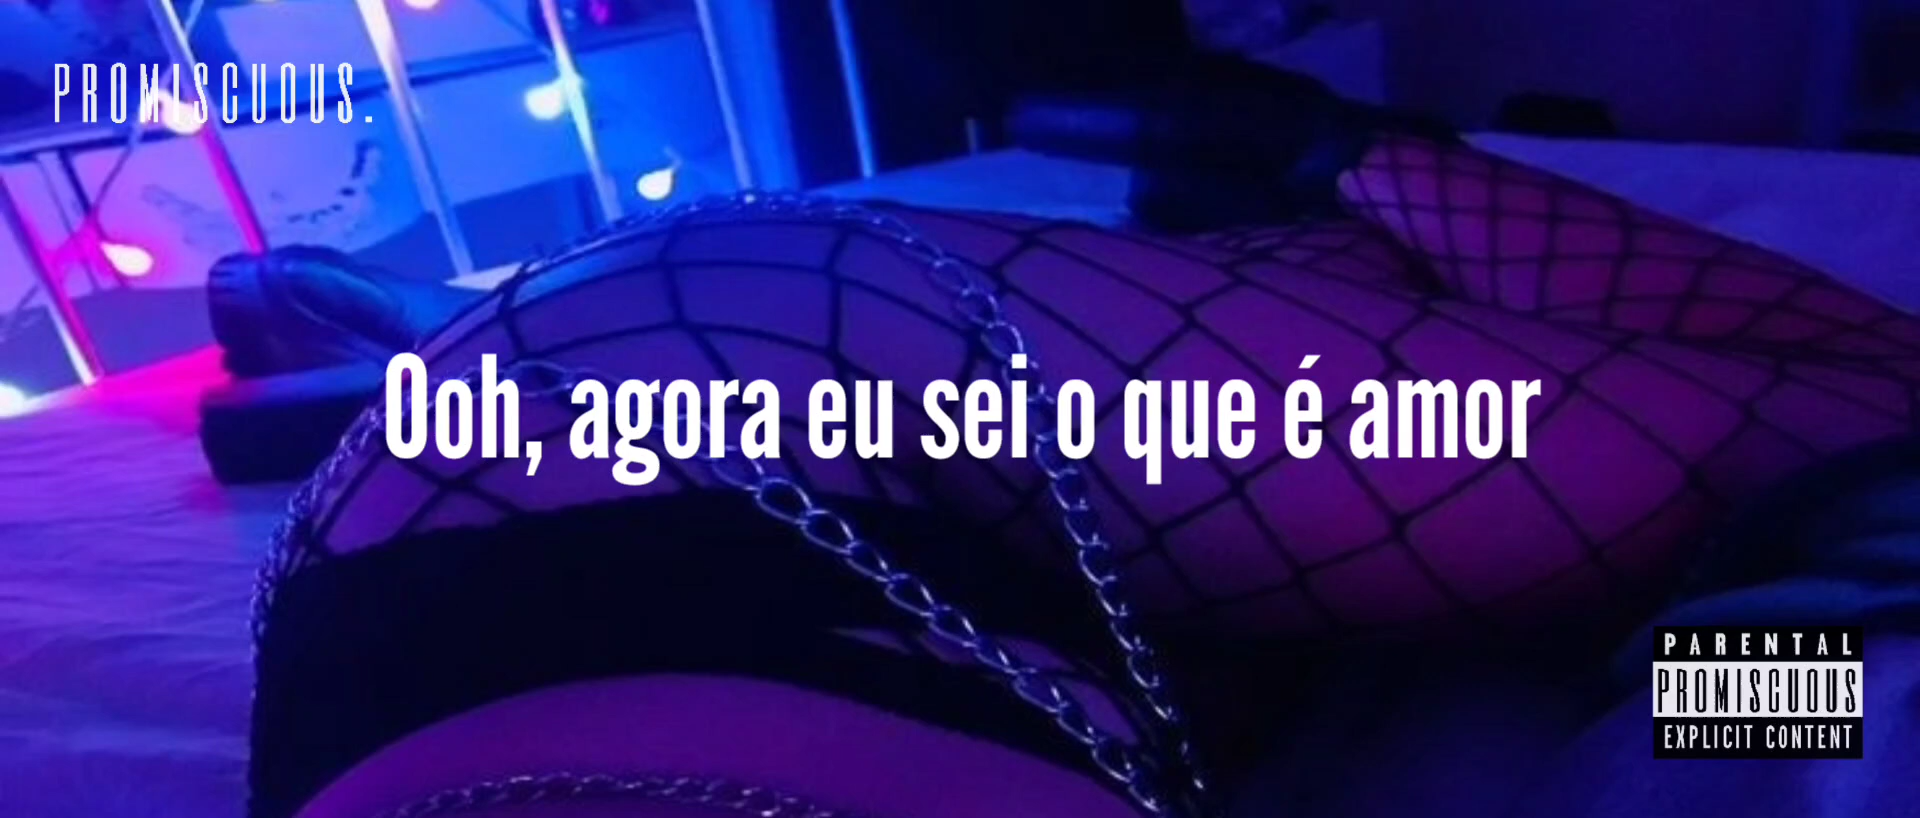 PROMISCUOUS.
Ooh, agora eu sei o que é amor
PARENTAL
PROMISCUOUS
EXPLICIT CONTENT